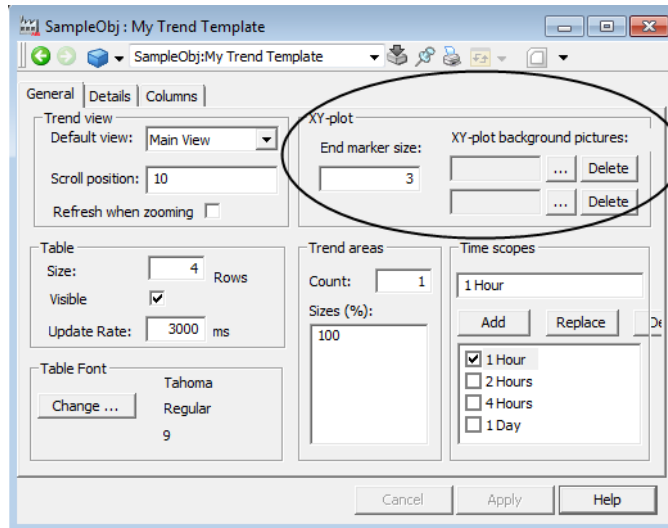 SampleObj : My Trend Template
SampleObj:My Trend Template
General Details Columns
Trend view
Default view: Main View
Scroll position: 10
Refresh when zooming
XY-plot
End marker size:
3
XY-plot background pictures:
... Delete
... Delete
Table
Size: 4 Rows
Visible
Update Rate: 3000 ms
Table Font
Change ...
Tahoma
Regular
9
Trend areas
Count: 1
Sizes (%):
100
Time scopes
1 Hour
Add Replace De
1 Hour
2 Hours
4 Hours
1 Day
Cancel Apply Help